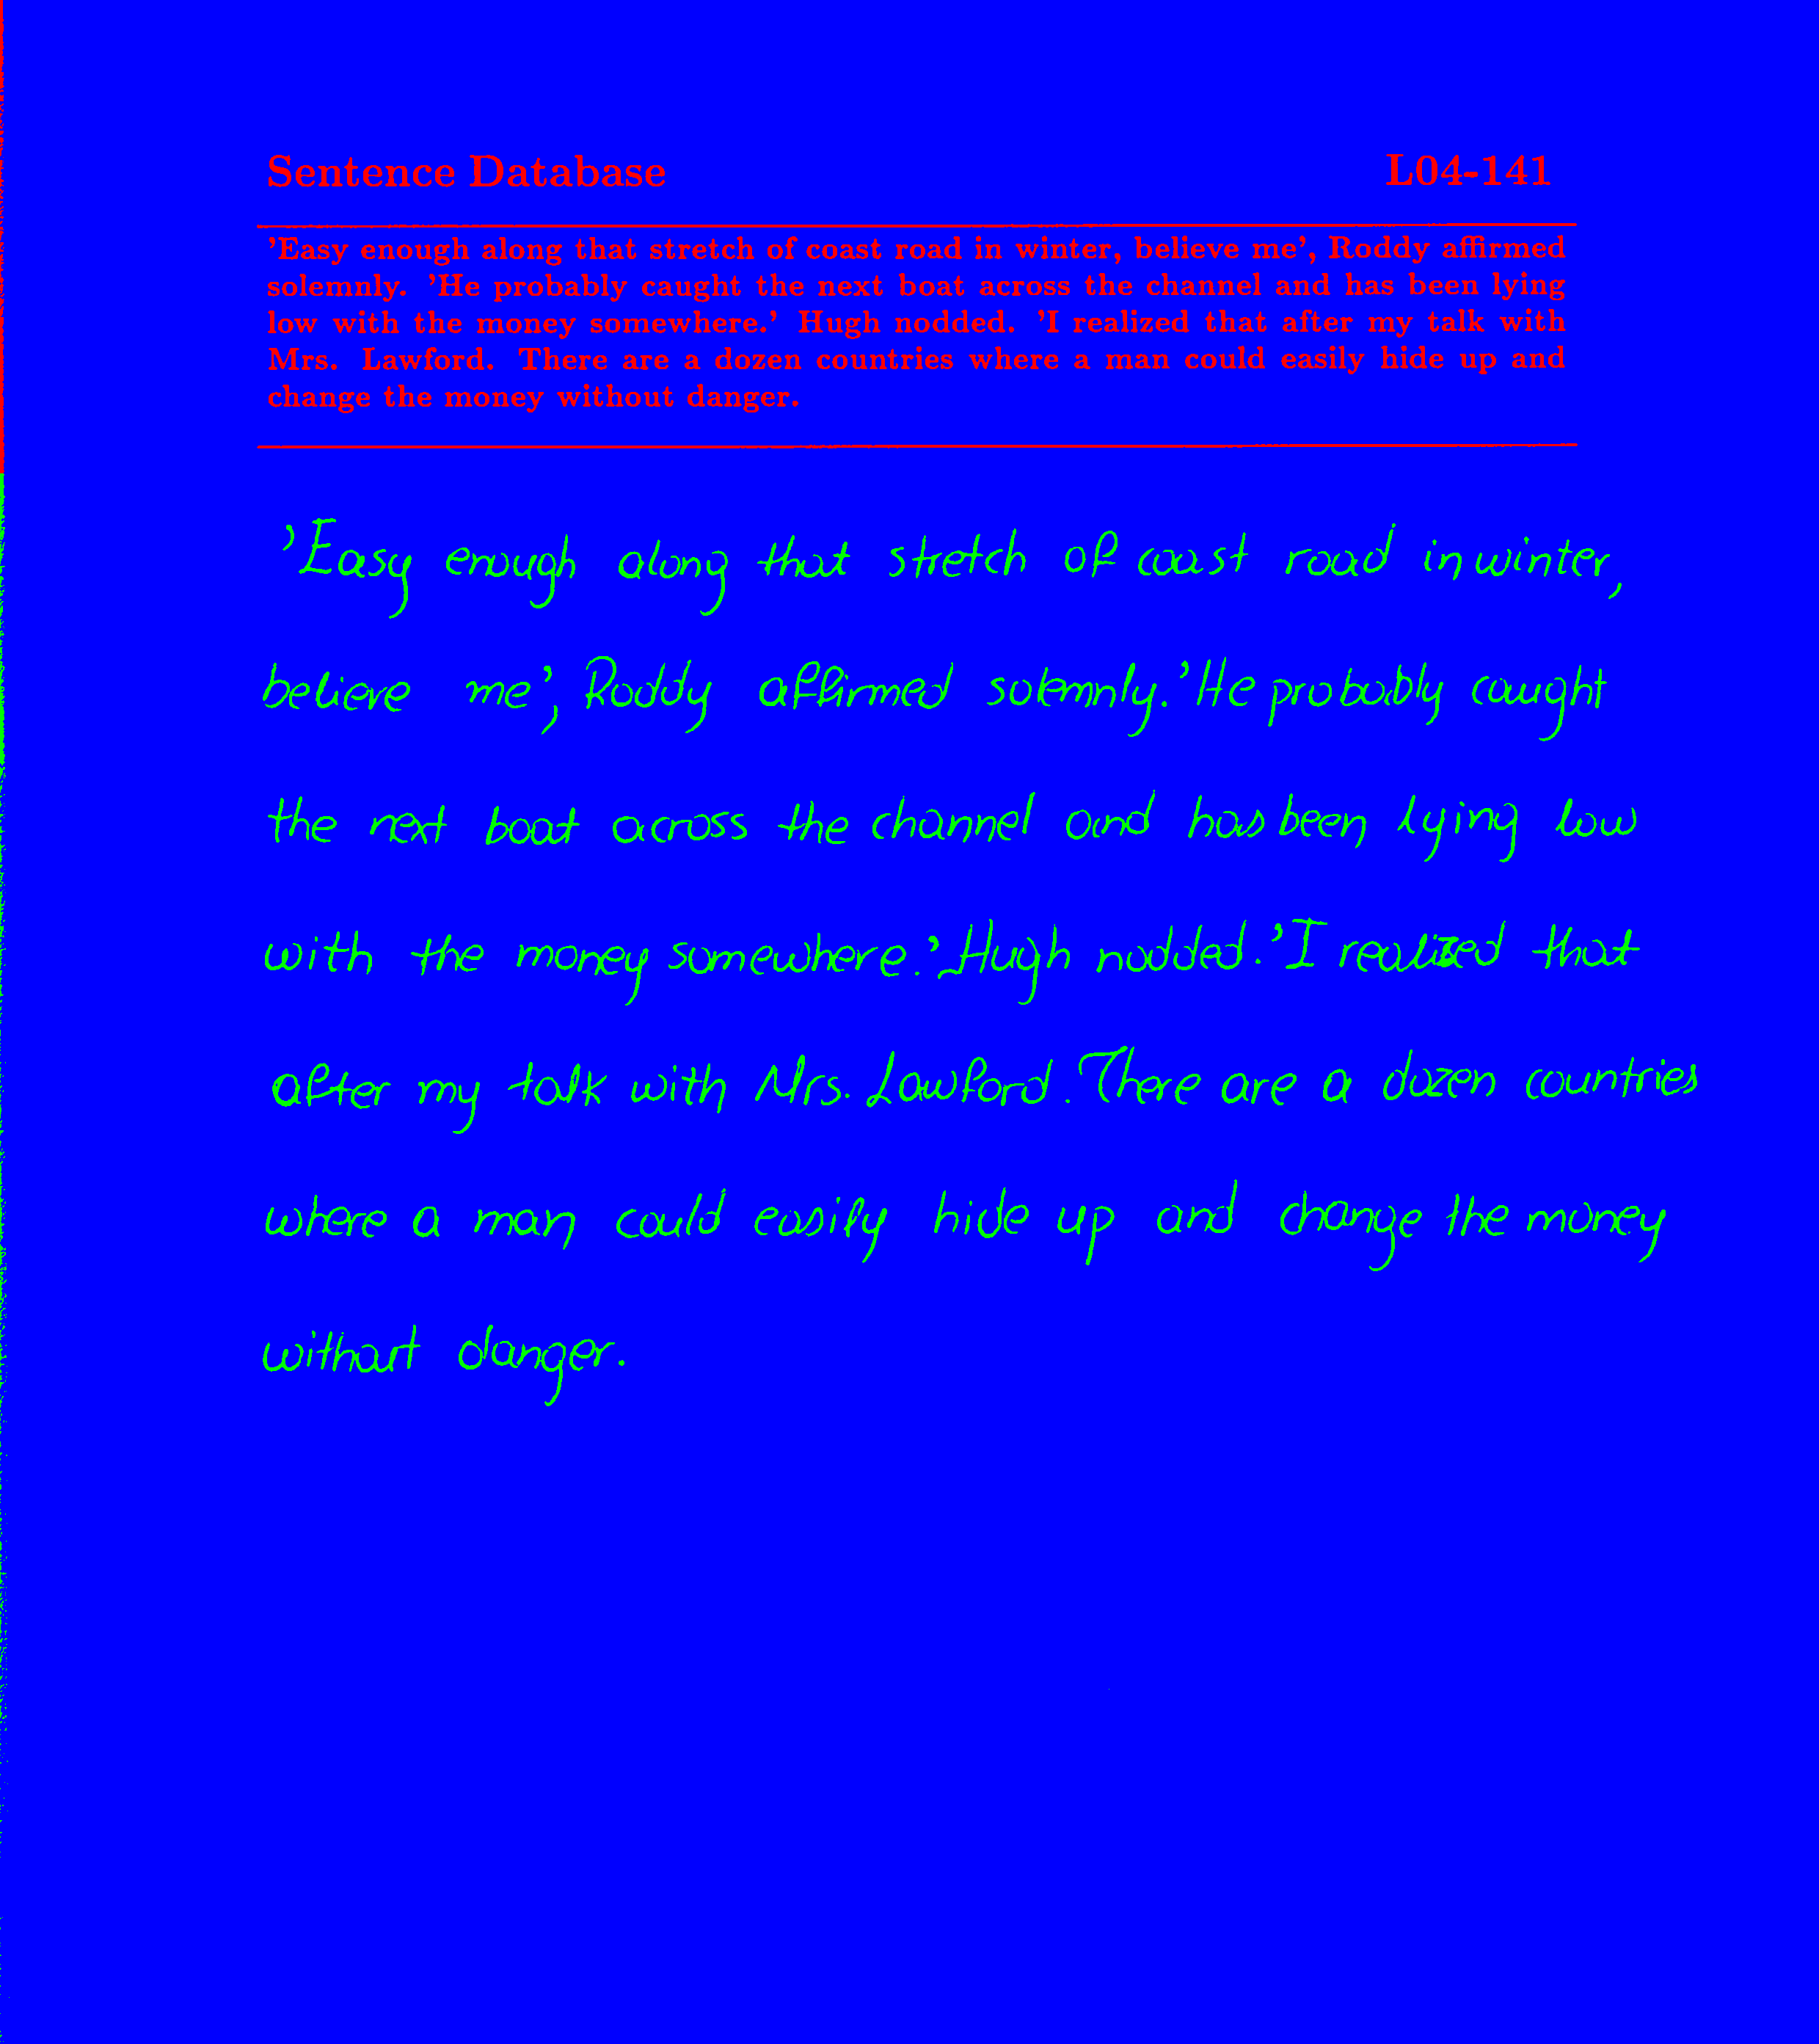 Sentence Database L04-141
'Easy enough along that stretch of coast road in winter, believe me', Roddy affirmed
solemnly. 'He probably caught the next boat across the channel and has been lying
low with the money somewhere.' Hugh nodded. 'I realized that after my talk with
Mrs. Lawford. There are a dozen countries where a man could easily hide up and
change the money without danger.
'Easy enough along that stretch of coast road in winter,
believe me', Roddy affirmed solemnly. 'He probably caught
the next boat across the channel and has been lying low
with the money somewhere.' Hugh nodded. 'I realized that
after my talk with Mrs. Lawford. There are a dozen countries
where a man could easily hide up and change the money
without danger.